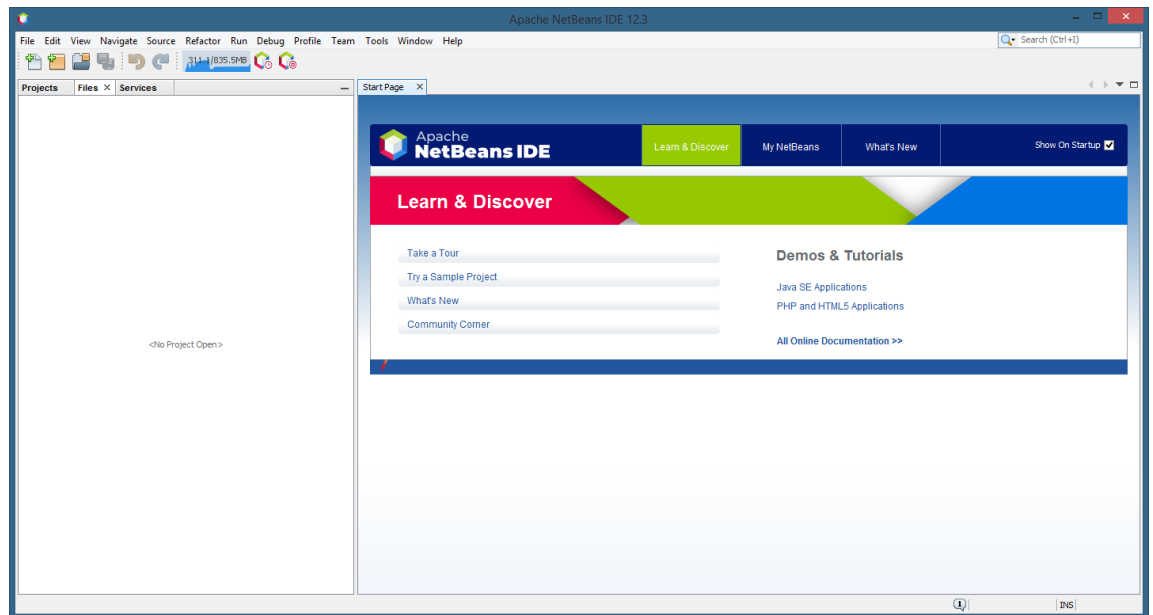 Apache NetBeans IDE 12.3
File Edit View Navigate Source Refactor Run Debug Profile Team Tools Window Help
Search (Ctrl+I)
311.1/835.5MB
Projects Files Services
Start Page
Apache
NetBeans IDE
Learn & Discover
My NetBeans
What's New
Show On Startup
Learn & Discover
Take a Tour
Try a Sample Project
What's New
Community Corner
Demos & Tutorials
Java SE Applications
PHP and HTML5 Applications
All Online Documentation >>
<No Project Open>
1
INS